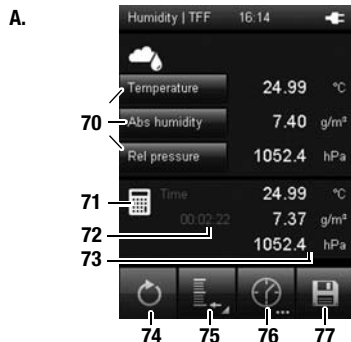 A.
Humidity | TFF 16:14
Temperature 24.99 °C
70 Abs humidity 7.40 g/m³
Rel pressure 1052.4 hPa
71 Time 24.99 °C
72 00:02:22 7.37 g/m³
73 1052.4 hPa
74 75 76 77